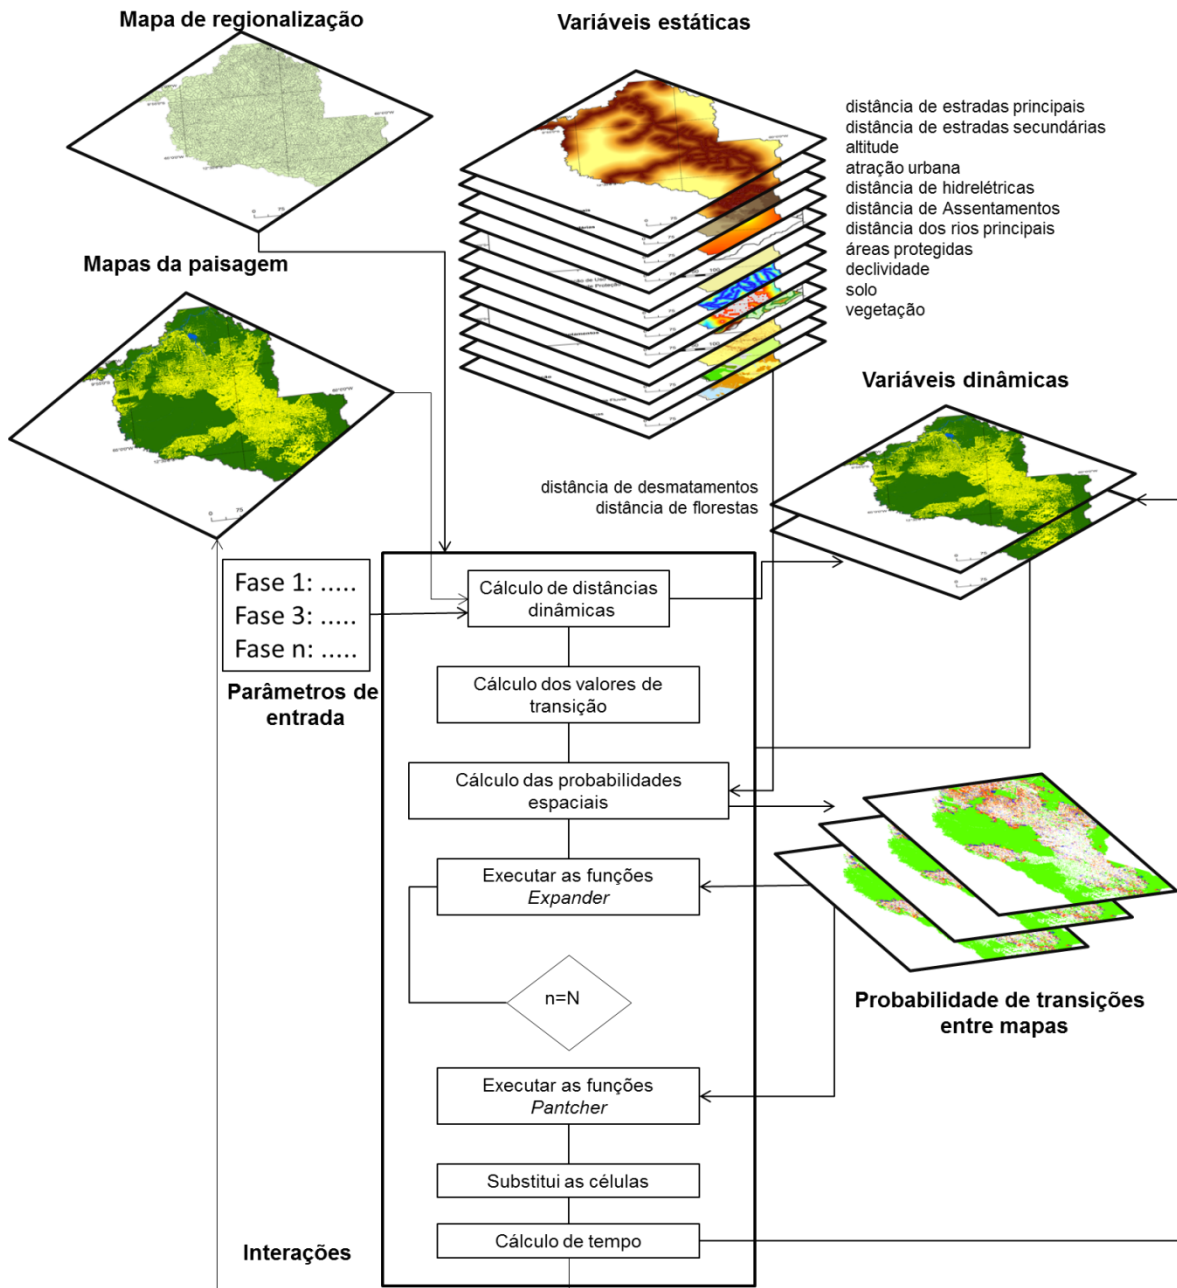 Mapa de regionalização
Variáveis estáticas
distância de estradas principais
distância de estradas secundárias
altitude
atração urbana
distância de hidrelétricas
distância de Assentamentos
distância dos rios principais
áreas protegidas
declividade
solo
vegetação
Mapas da paisagem
Variáveis dinâmicas
distância de desmatamentos
distância de florestas
Fase 1: .....
Fase 3: .....
Fase n: .....
Parâmetros de
entrada
Cálculo de distâncias
dinâmicas
Cálculo dos valores de
transição
Cálculo das probabilidades
espaciais
Executar as funções
Expander
n=N
Probabilidade de transições
entre mapas
Executar as funções
Pantcher
Substitui as células
Cálculo de tempo
Interações